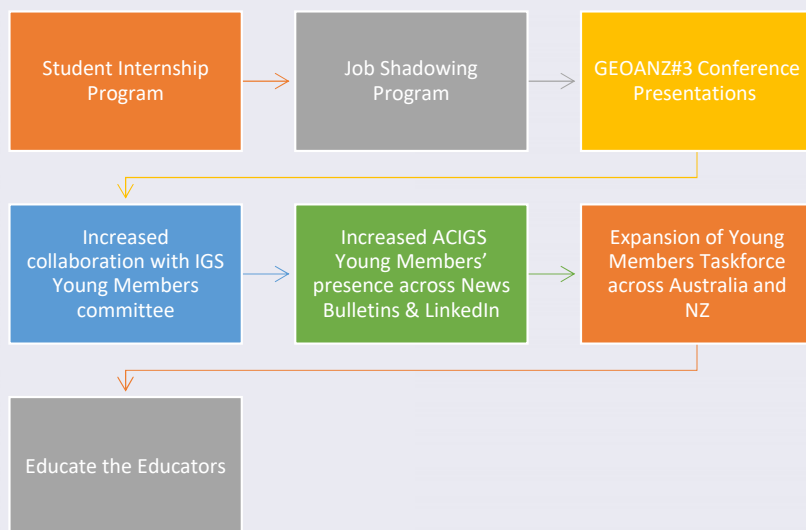 Student Internship
Program
Job Shadowing
Program
GEOANZ#3 Conference
Presentations
Increased
collaboration with IGS
Young Members
committee
Increased ACIGS
Young Members’
presence across News
Bulletins & LinkedIn
Expansion of Young
Members Taskforce
across Australia and
NZ
Educate the Educators